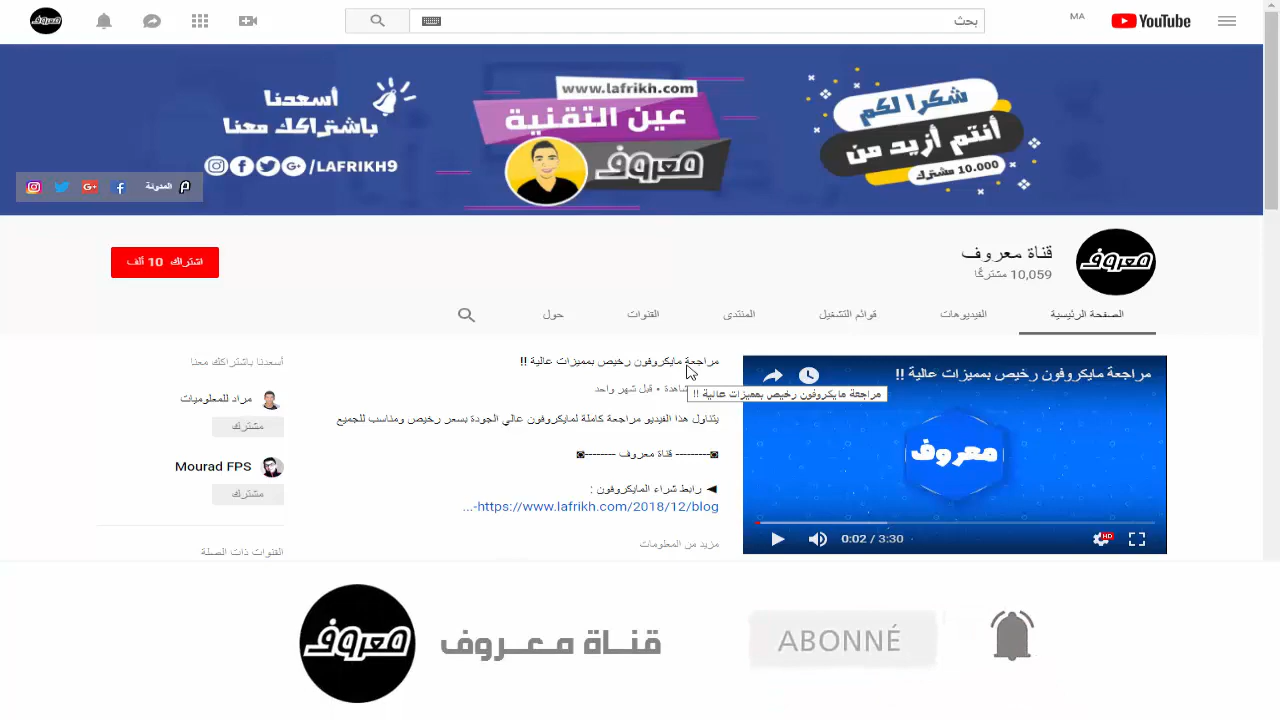 YouTube
MA
بحث
شكرا لكم
أنتم أزيد من
10.000 مشترك
www.lafrikh.com
عين التقنية
معروف
أسعدنا
باشتراكك معنا
/LAFRIKH9
المدونة
معروف
قناة معروف
10,059 مشتركًا
اشتراك 10 ألف
الصفحة الرئيسية
الفيديوهات
قوائم التشغيل
المنتدى
القنوات
حول
مراجعة مايكروفون رخيص بمميزات عالية !!
معروف
0:02 / 3:30
HD
مراجعة مايكروفون رخيص بمميزات عالية !!
شاهدة • قبل شهر واحد
مراجعة مايكروفون رخيص بمميزات عالية !!
يتناول هذا الفيديو مراجعة كاملة لمايكروفون عالي الجودة بسعر رخيص ومناسب للجميع
◙--------- قناة معروف --------◙
◄ رابط شراء المايكروفون :
https://www.lafrikh.com/2018/12/blog-...
مزيد من المعلومات
أسعدنا باشتراكك معنا
مراد للمعلوميات
مشترك
Mourad FPS
مشترك
القنوات ذات الصلة
معروف
قناة معروف
ABONNÉ